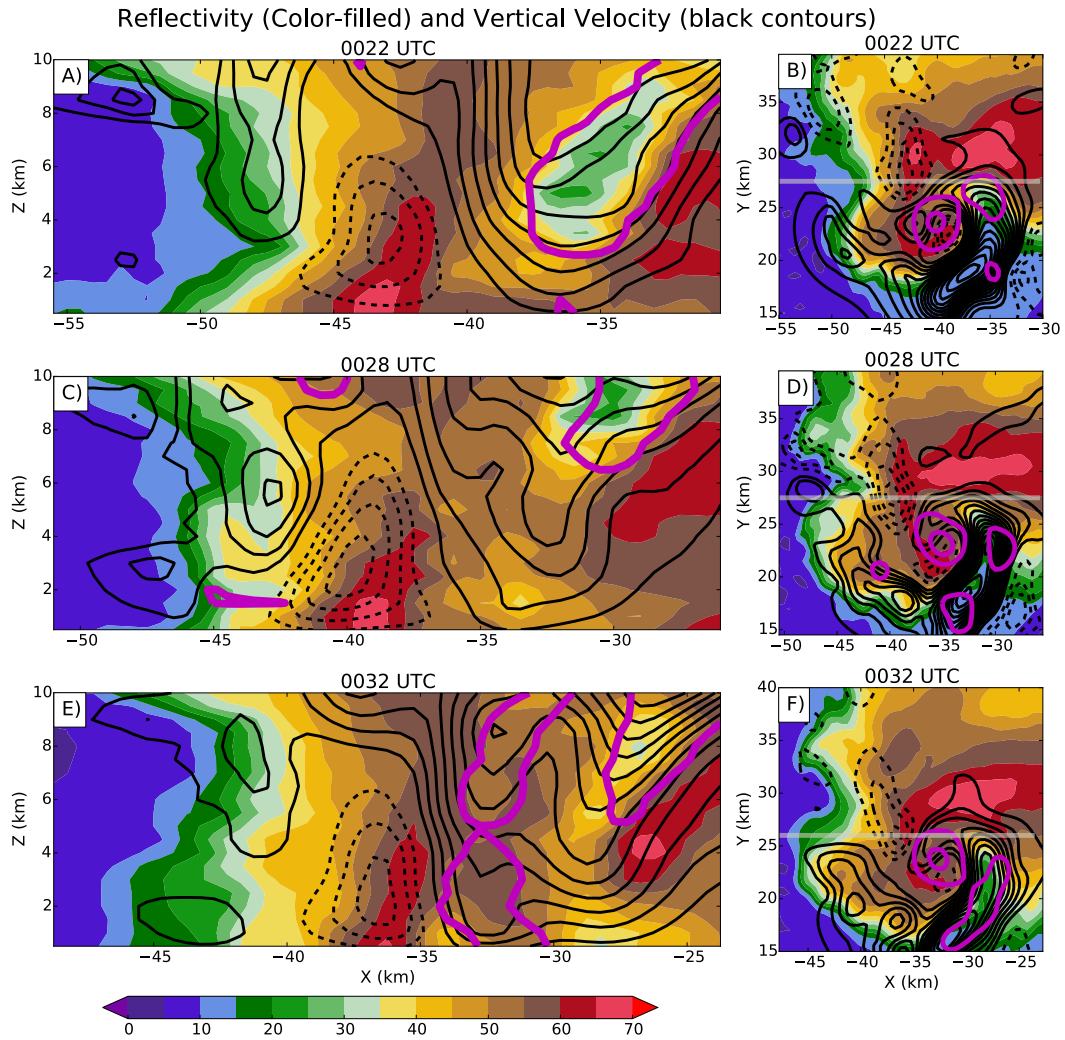 Reflectivity (Color-filled) and Vertical Velocity (black contours)
0022 UTC
A)
10
8
6
4
2
Z (km)
−55 −50 −45 −40 −35
0022 UTC
B)
35
30
25
20
15
Y (km)
−55 −50 −45 −40 −35 −30
0028 UTC
C)
10
8
6
4
2
Z (km)
−50 −45 −40 −35 −30
0028 UTC
D)
35
30
25
20
15
Y (km)
−50 −45 −40 −35 −30
0032 UTC
E)
10
8
6
4
2
Z (km)
−45 −40 −35 −30 −25
X (km)
0032 UTC
F)
40
35
30
25
20
15
Y (km)
−45 −40 −35 −30 −25
X (km)
0 10 20 30 40 50 60 70